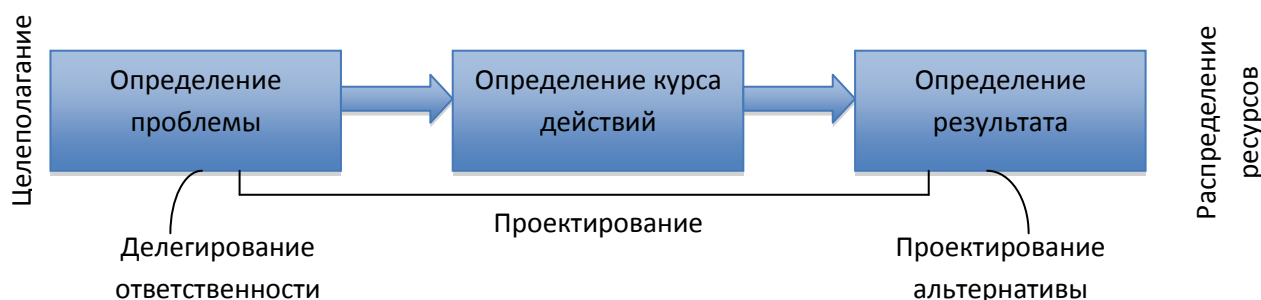 Целеполагание
Определение
проблемы
Определение курса
действий
Определение
результата
Распределение
ресурсов
Проектирование
Делегирование
ответственности
Проектирование
альтернативы